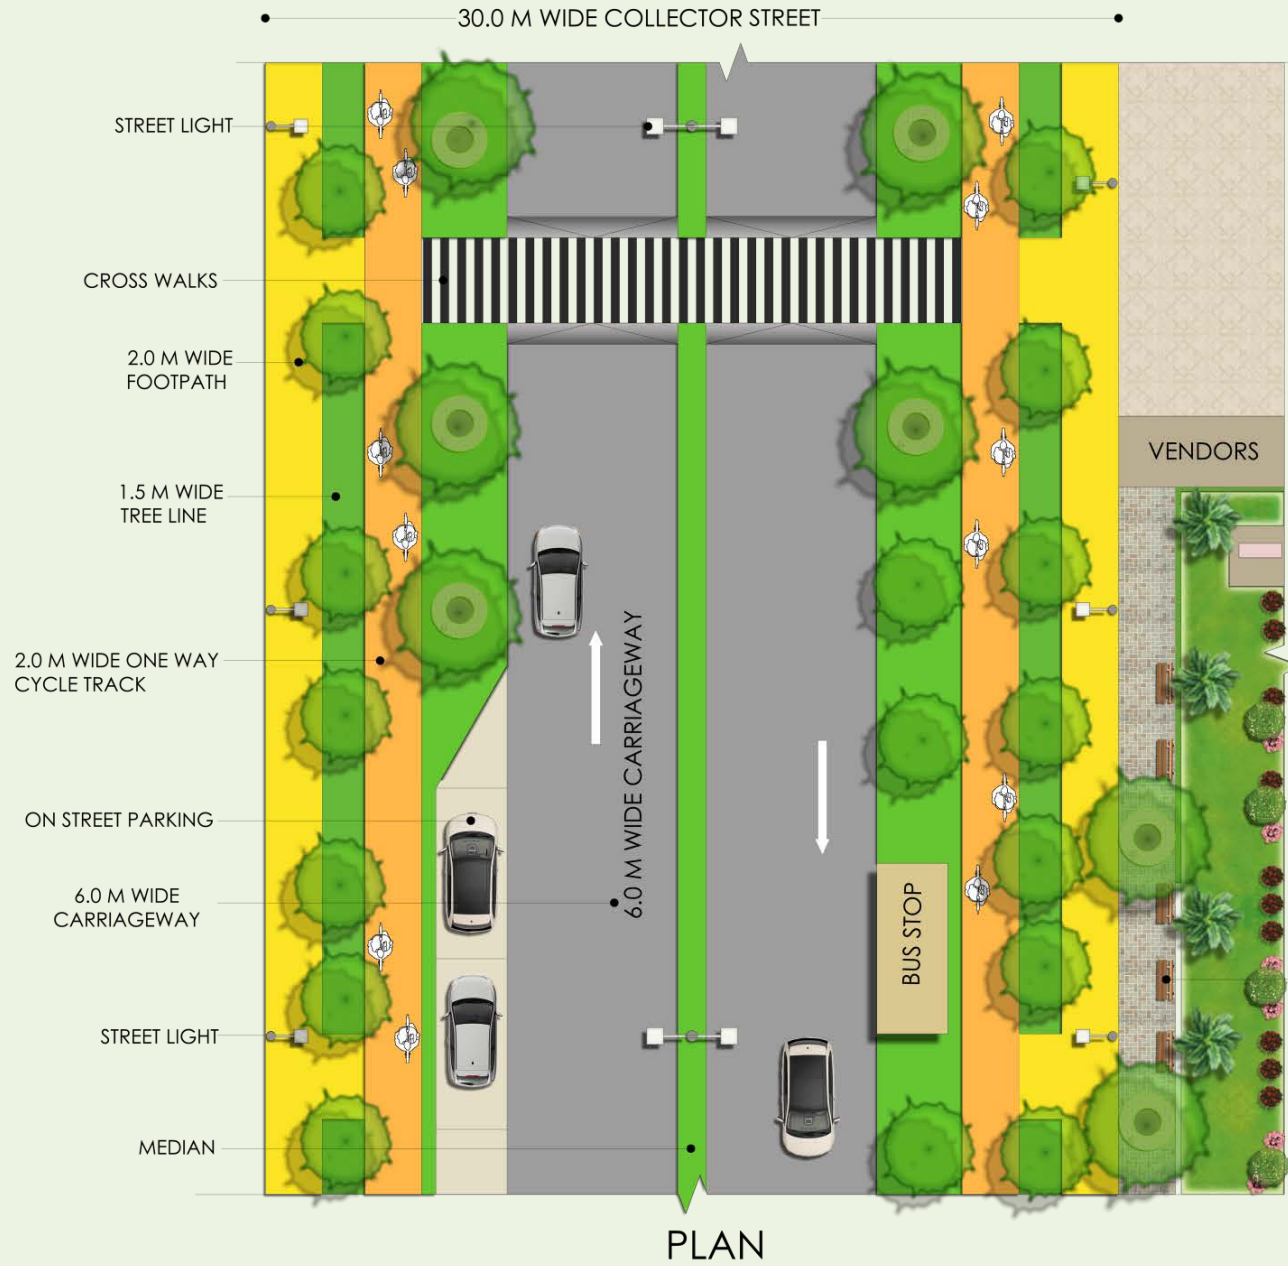 30.0 M WIDE COLLECTOR STREET
STREET LIGHT
CROSS WALKS
2.0 M WIDE
FOOTPATH
VENDORS
1.5 M WIDE
TREE LINE
2.0 M WIDE ONE WAY
CYCLE TRACK
6.0 M WIDE CARRIAGEWAY
ON STREET PARKING
6.0 M WIDE
CARRIAGEWAY
BUS STOP
STREET LIGHT
MEDIAN
PLAN